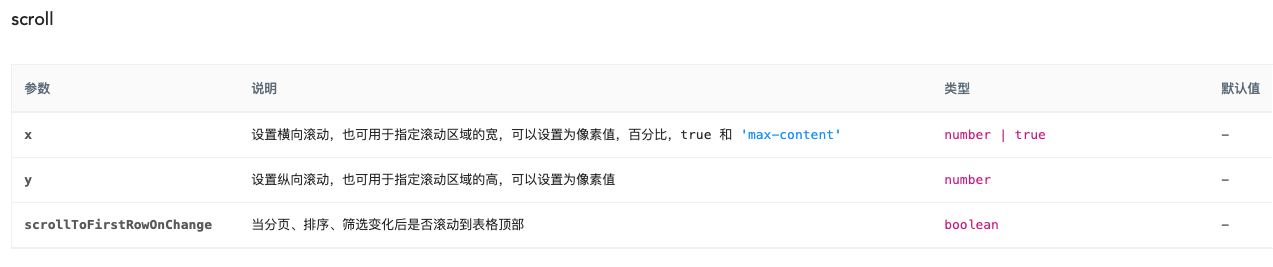 scroll
参数 说明 类型 默认值
x 设置横向滚动，也可用于指定滚动区域的宽，可以设置为像素值，百分比，true 和 'max-content' number | true –
y 设置纵向滚动，也可用于指定滚动区域的高，可以设置为像素值 number –
scrollToFirstRowOnChange 当分页、排序、筛选变化后是否滚动到表格顶部 boolean –